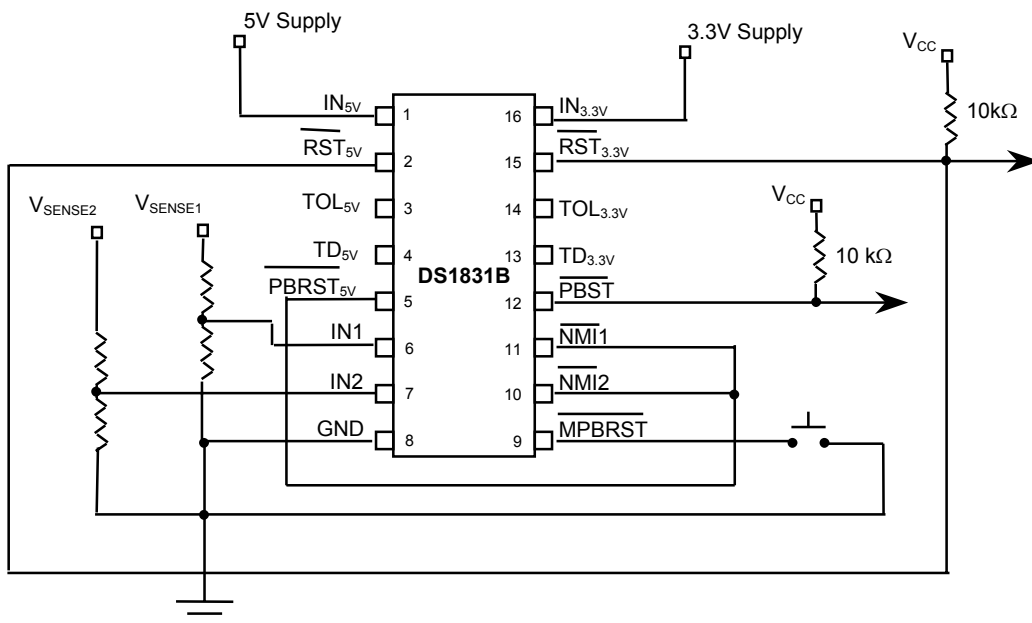 5V Supply
3.3V Supply
VCC
10kΩ
IN5V
1
16
IN3.3V
RST5V
2
15
RST3.3V
VSENSE2
VSENSE1
TOL5V
3
14
TOL3.3V
VCC
TD5V
4
13
TD3.3V
10 kΩ
DS1831B
PBRST5V
5
12
PBST
IN1
6
11
NMI1
IN2
7
10
NMI2
GND
8
9
MPBRST